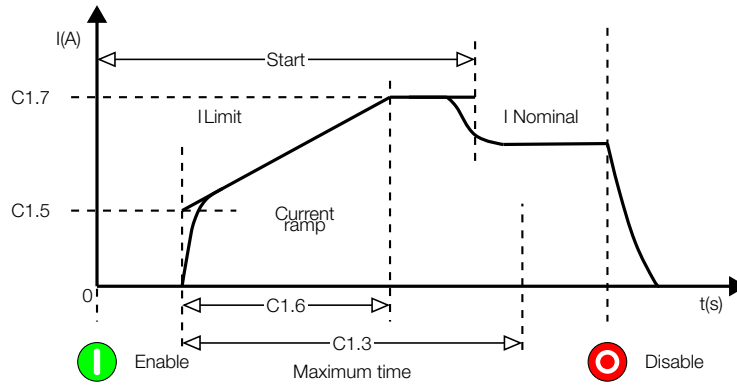 I(A)
Start
C1.7
I Limit
I Nominal
C1.5
Current
ramp
0
t(s)
C1.6
C1.3
Enable
Disable
Maximum time